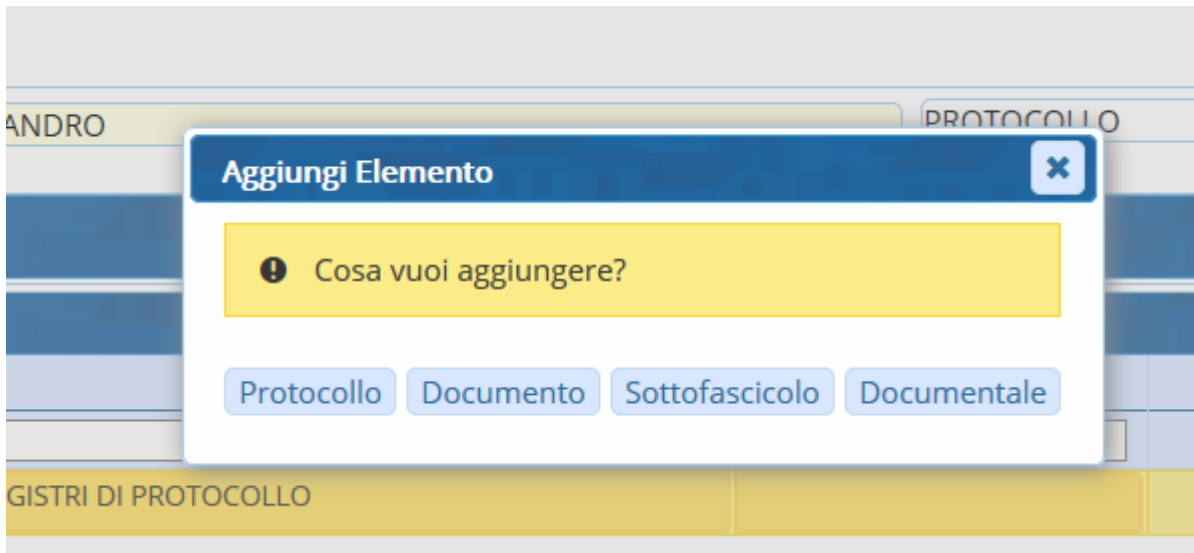 ANDRO
PROTOCOLLO
Aggiungi Elemento
Cosa vuoi aggiungere?
Protocollo Documento Sottofascicolo Documentale
GISTRI DI PROTOCOLLO